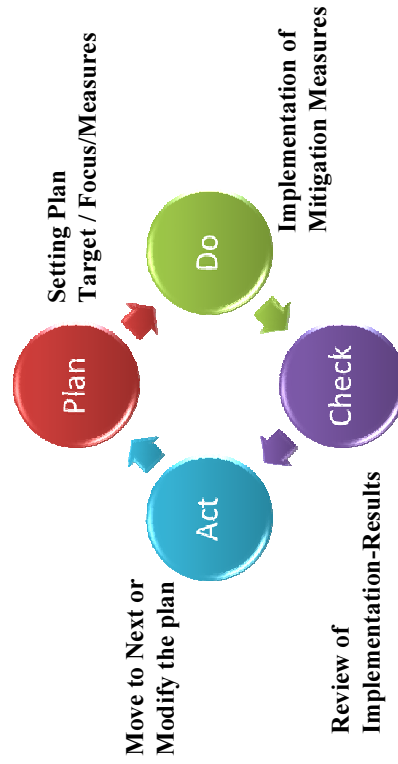 Plan
Setting Plan
Target / Focus/Measures
Do
Implementation of
Mitigation Measures
Check
Review of
Implementation-Results
Act
Move to Next or
Modify the plan